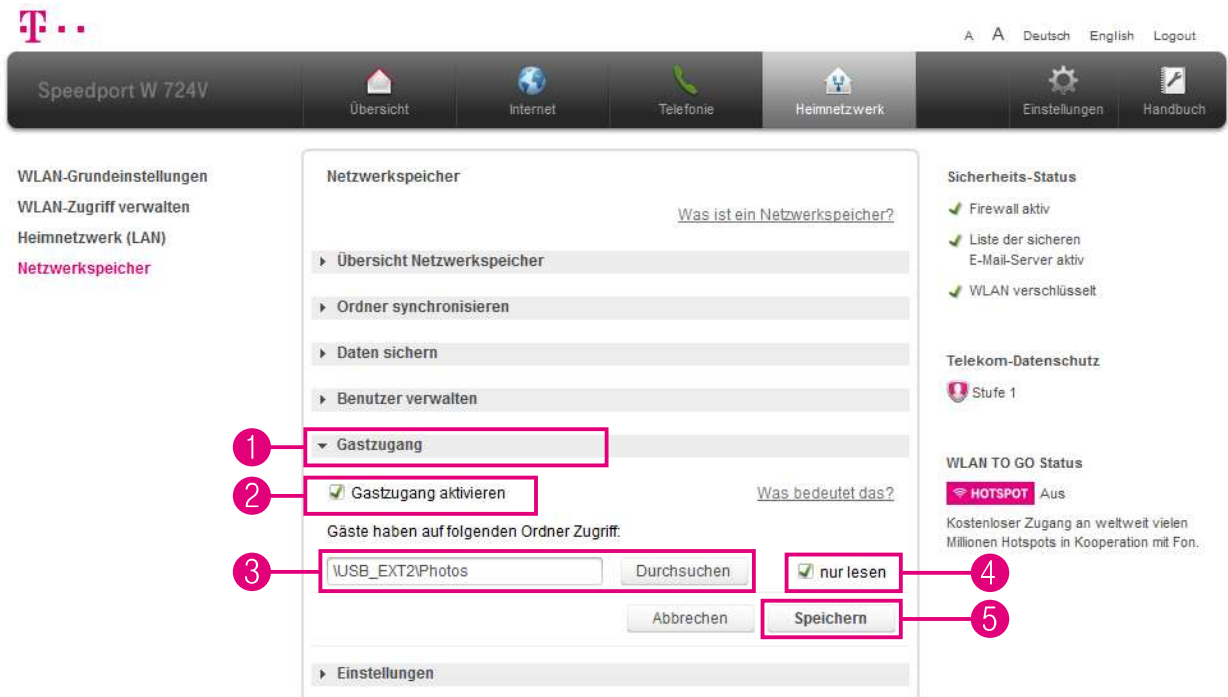 T
A A Deutsch English Logout
Speedport W 724V
Übersicht
Internet
Telefonie
Heimnetzwerk
Einstellungen
Handbuch
WLAN-Grundeinstellungen
WLAN-Zugriff verwalten
Heimnetzwerk (LAN)
Netzwerkspeicher
Netzwerkspeicher
Was ist ein Netzwerkspeicher?
Übersicht Netzwerkspeicher
Ordner synchronisieren
Daten sichern
Benutzer verwalten
1 Gastzugang
2 Gastzugang aktivieren
Was bedeutet das?
Gäste haben auf folgenden Ordner Zugriff:
3 \USB_EXT2\Photos Durchsuchen nur lesen 4
Abbrechen Speichern 5
Einstellungen
Sicherheits-Status
Firewall aktiv
Liste der sicheren
E-Mail-Server aktiv
WLAN verschlüsselt
Telekom-Datenschutz
Stufe 1
WLAN TO GO Status
HOTSPOT Aus
Kostenloser Zugang an weltweit vielen
Millionen Hotspots in Kooperation mit Fon.